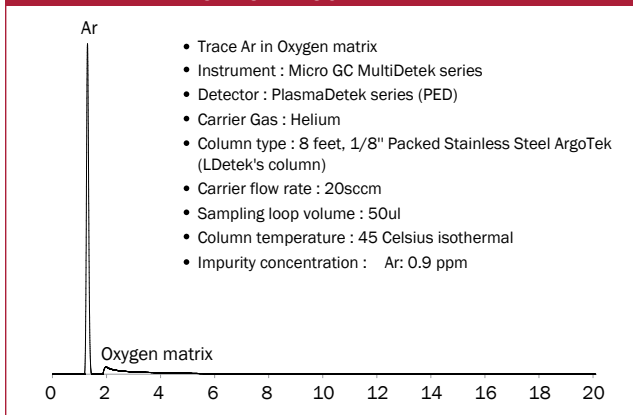 Ar
• Trace Ar in Oxygen matrix
• Instrument : Micro GC MultiDetek series
• Detector : PlasmaDetek series (PED)
• Carrier Gas : Helium
• Column type : 8 feet, 1/8" Packed Stainless Steel ArgoTek
(LDetek's column)
• Carrier flow rate : 20sccm
• Sampling loop volume : 50ul
• Column temperature : 45 Celsius isothermal
• Impurity concentration : Ar: 0.9 ppm
Oxygen matrix
0 2 4 6 8 10 12 14 16 18 20